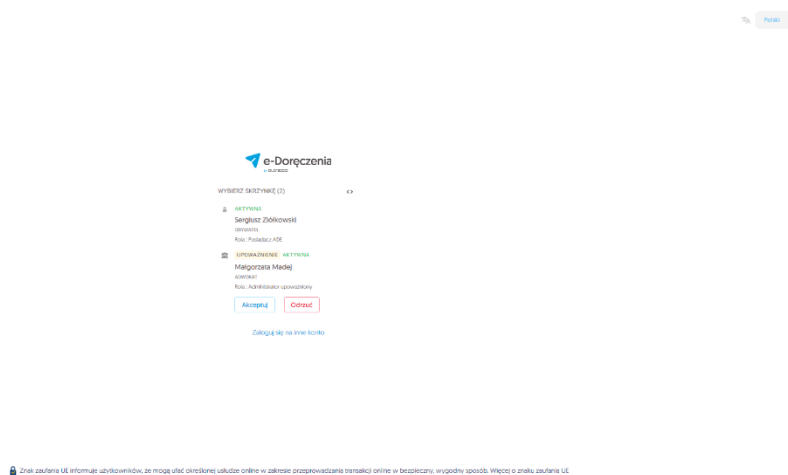 Polski
e-Doręczenia
WYBIERZ SKRZYNKĘ (2)
AKTYWNA
Sergiusz Ziółkowski
OBYWATEL
Rola : Posiadacz ADE
UPOWAŻNIENIE AKTYWNA
Małgorzata Madej
ADWOKAT
Rola : Administrator upoważniony
Akceptuj Odrzuć
Zaloguj się na inne konto
Znak zaufania UE informuje użytkowników, że mogą ufać określonej usłudze online w zakresie przeprowadzania transakcji online w bezpieczny, wygodny sposób. Więcej o znaku zaufania UE